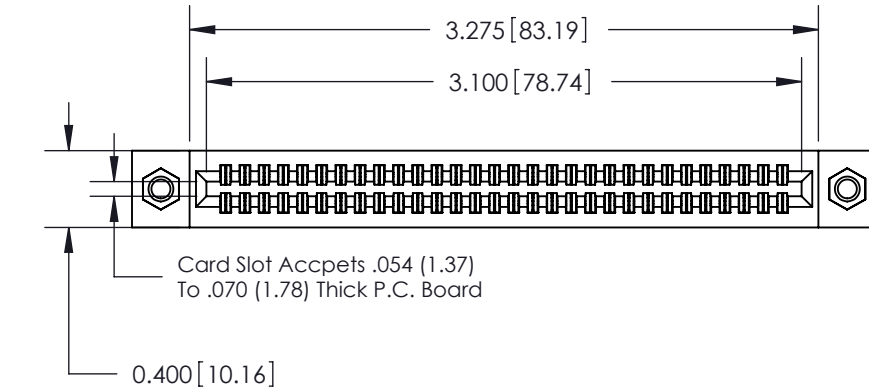 3.275[83.19]
3.100[78.74]
Card Slot Accpets .054 (1.37)
To .070 (1.78) Thick P.C. Board
0.400[10.16]